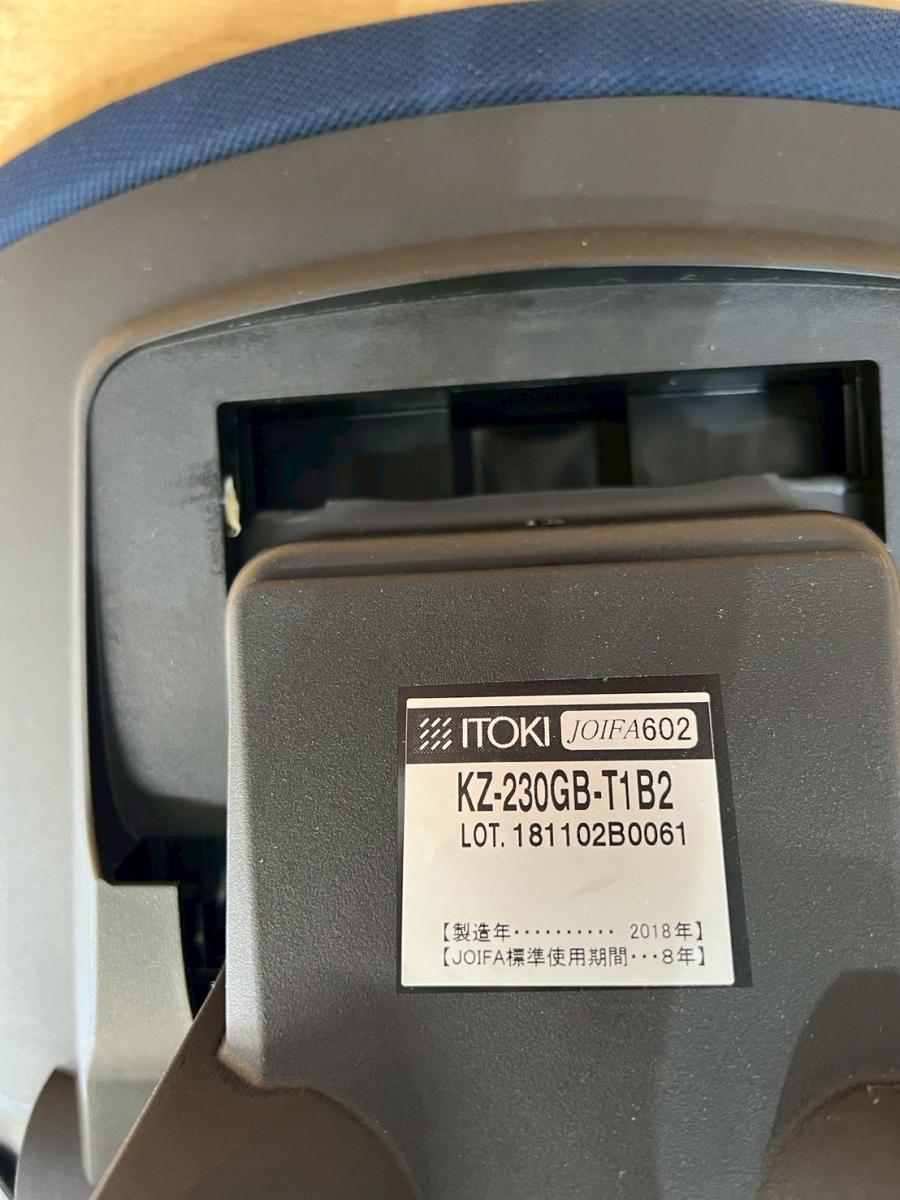 ITOKI JOIFA602
KZ-230GB-T1B2
LOT. 181102B0061
【製造年・・・・・・・・・・ 2018年】
【JOIFA標準使用期間・・・8年】